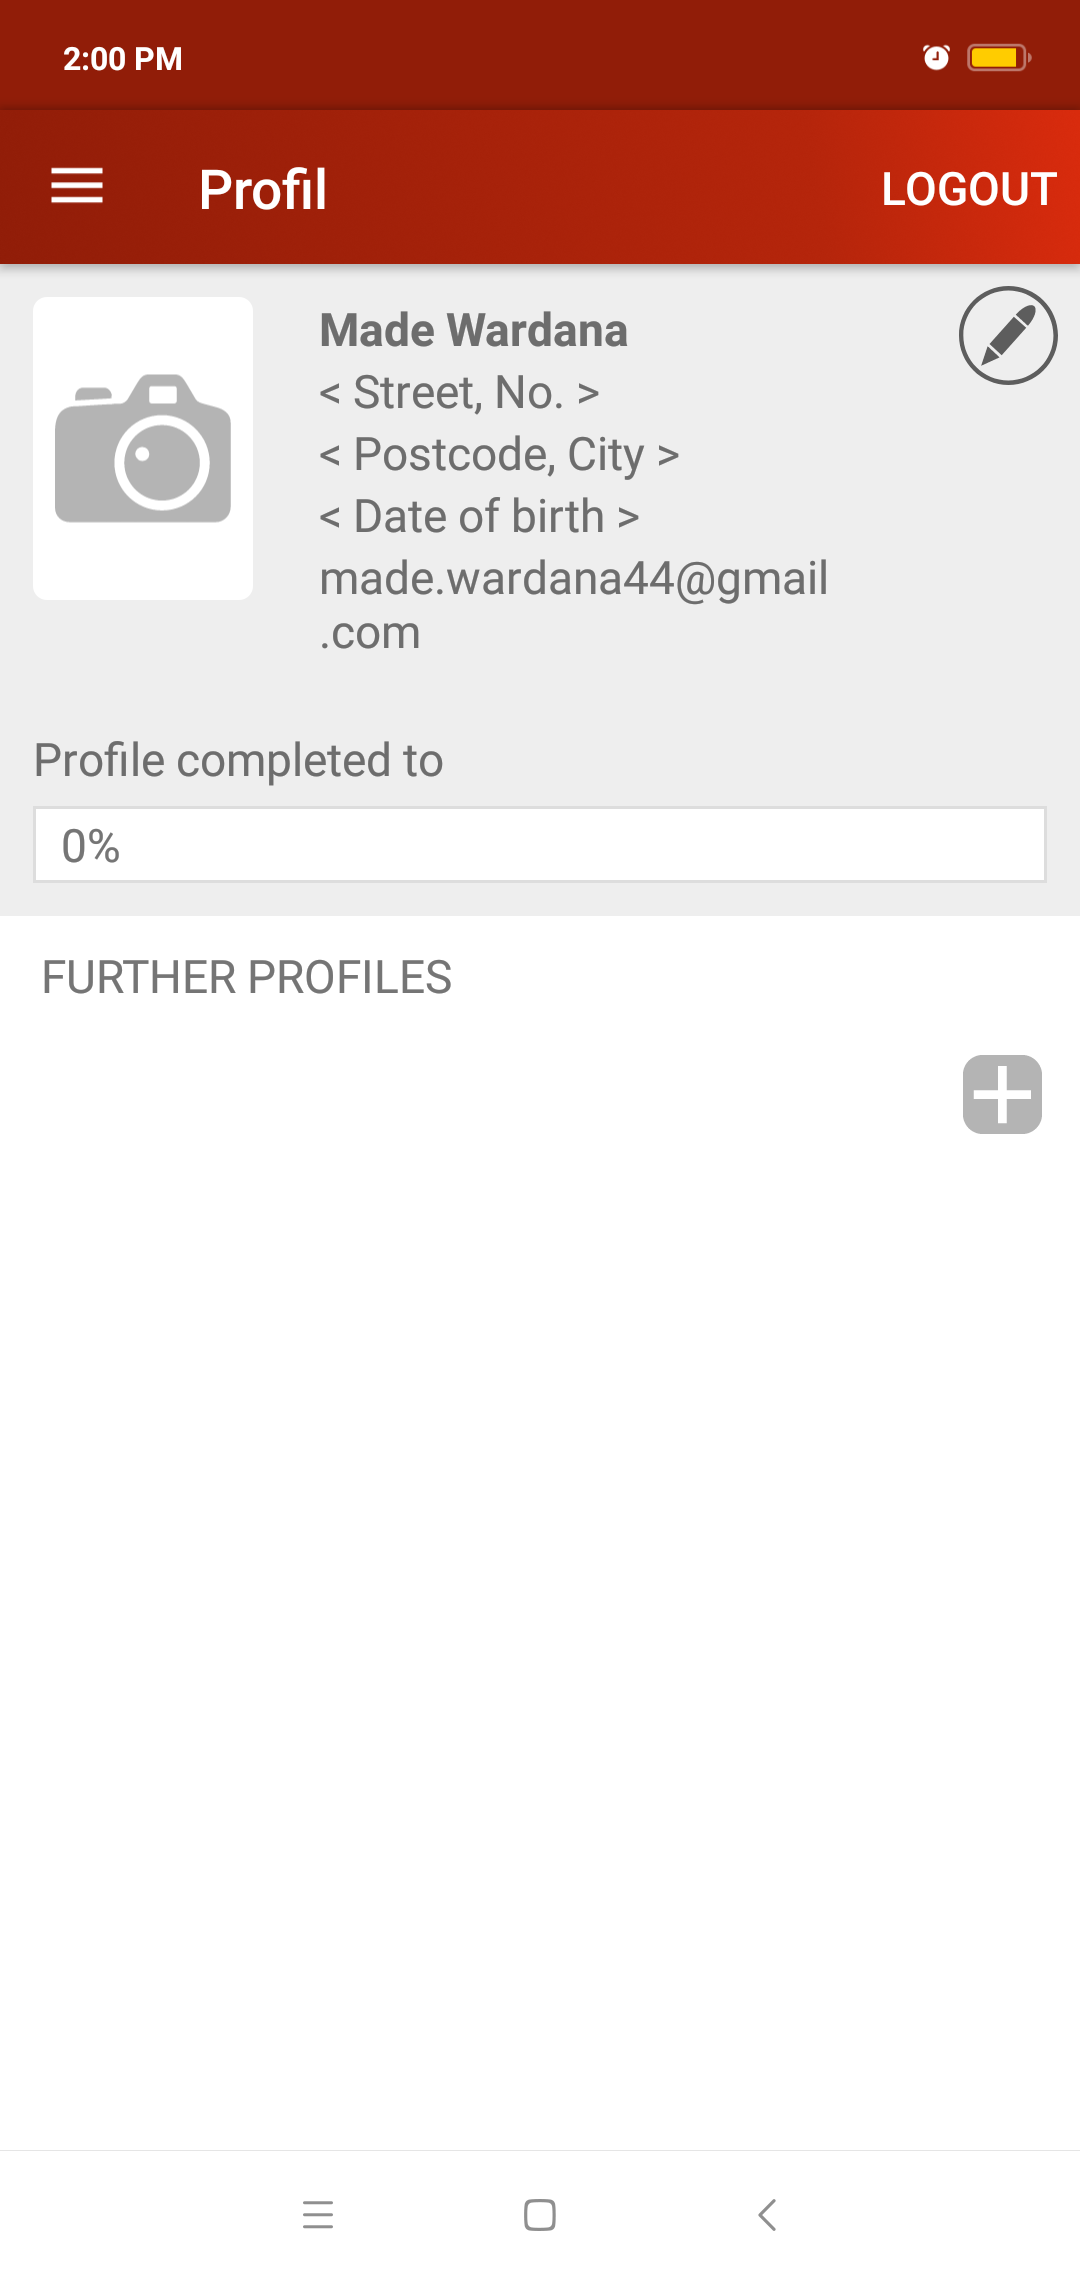 2:00 PM
Profil
LOGOUT
Made Wardana
< Street, No. >
< Postcode, City >
< Date of birth >
made.wardana44@gmail
.com
Profile completed to
0%
FURTHER PROFILES